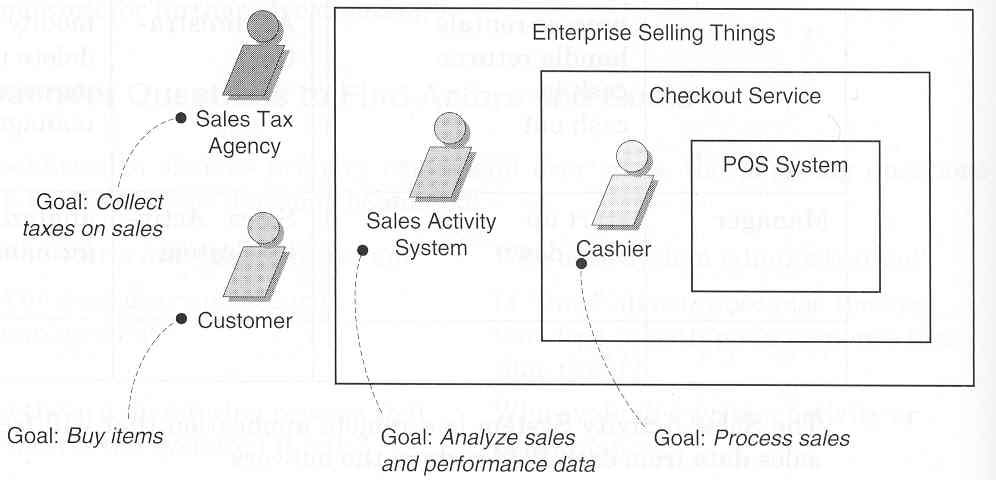 Enterprise Selling Things
Checkout Service
POS System
Sales Tax
Agency
Goal: Collect
taxes on sales
Sales Activity
System
Cashier
Customer
Goal: Buy items
Goal: Analyze sales
and performance data
Goal: Process sales